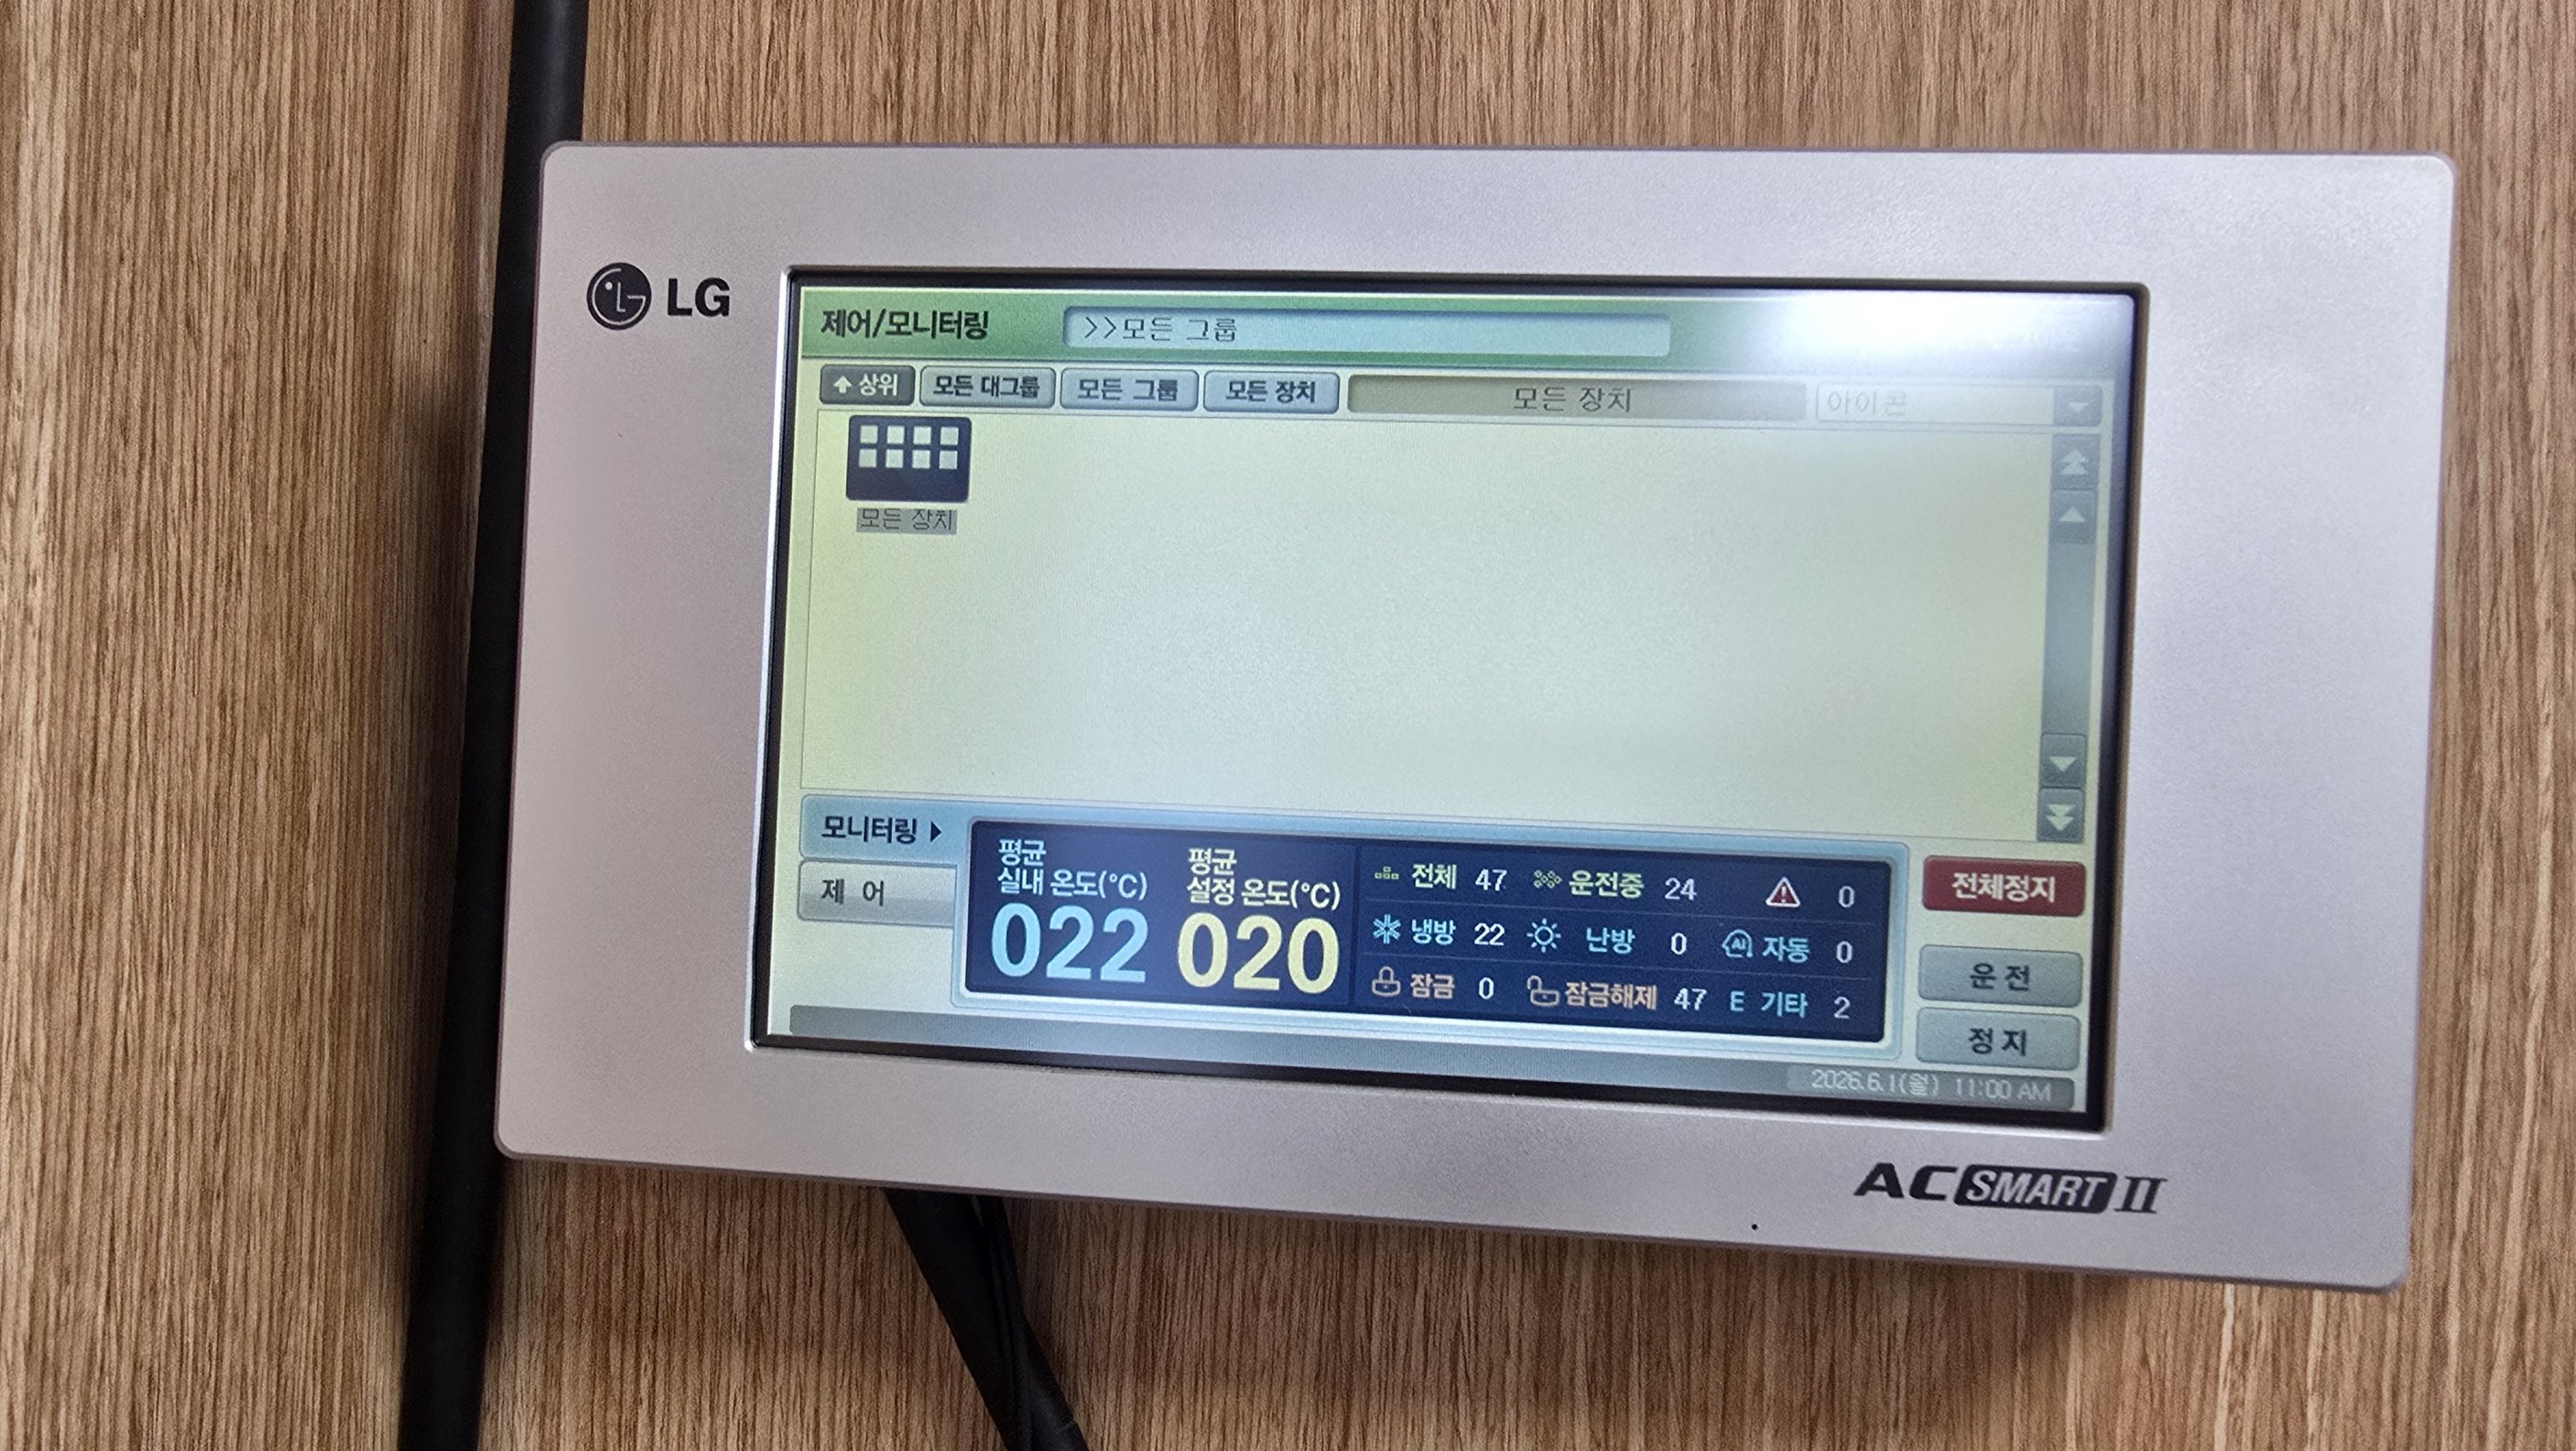 LG
제어/모니터링 >>모든 그룹
상위 모든 대그룹 모든 그룹 모든 장치 모든 장치 아이콘
모든 장치
모니터링
제 어
평균
실내 온도(°C)
022
평균
설정 온도(°C)
020
전체 47 운전중 24 0
냉방 22 난방 0 AI 자동 0
잠금 0 잠금해제 47 E 기타 2
전체정지
운 전
정 지
2026.6.1(월) 11:00 AM
AC SMART II